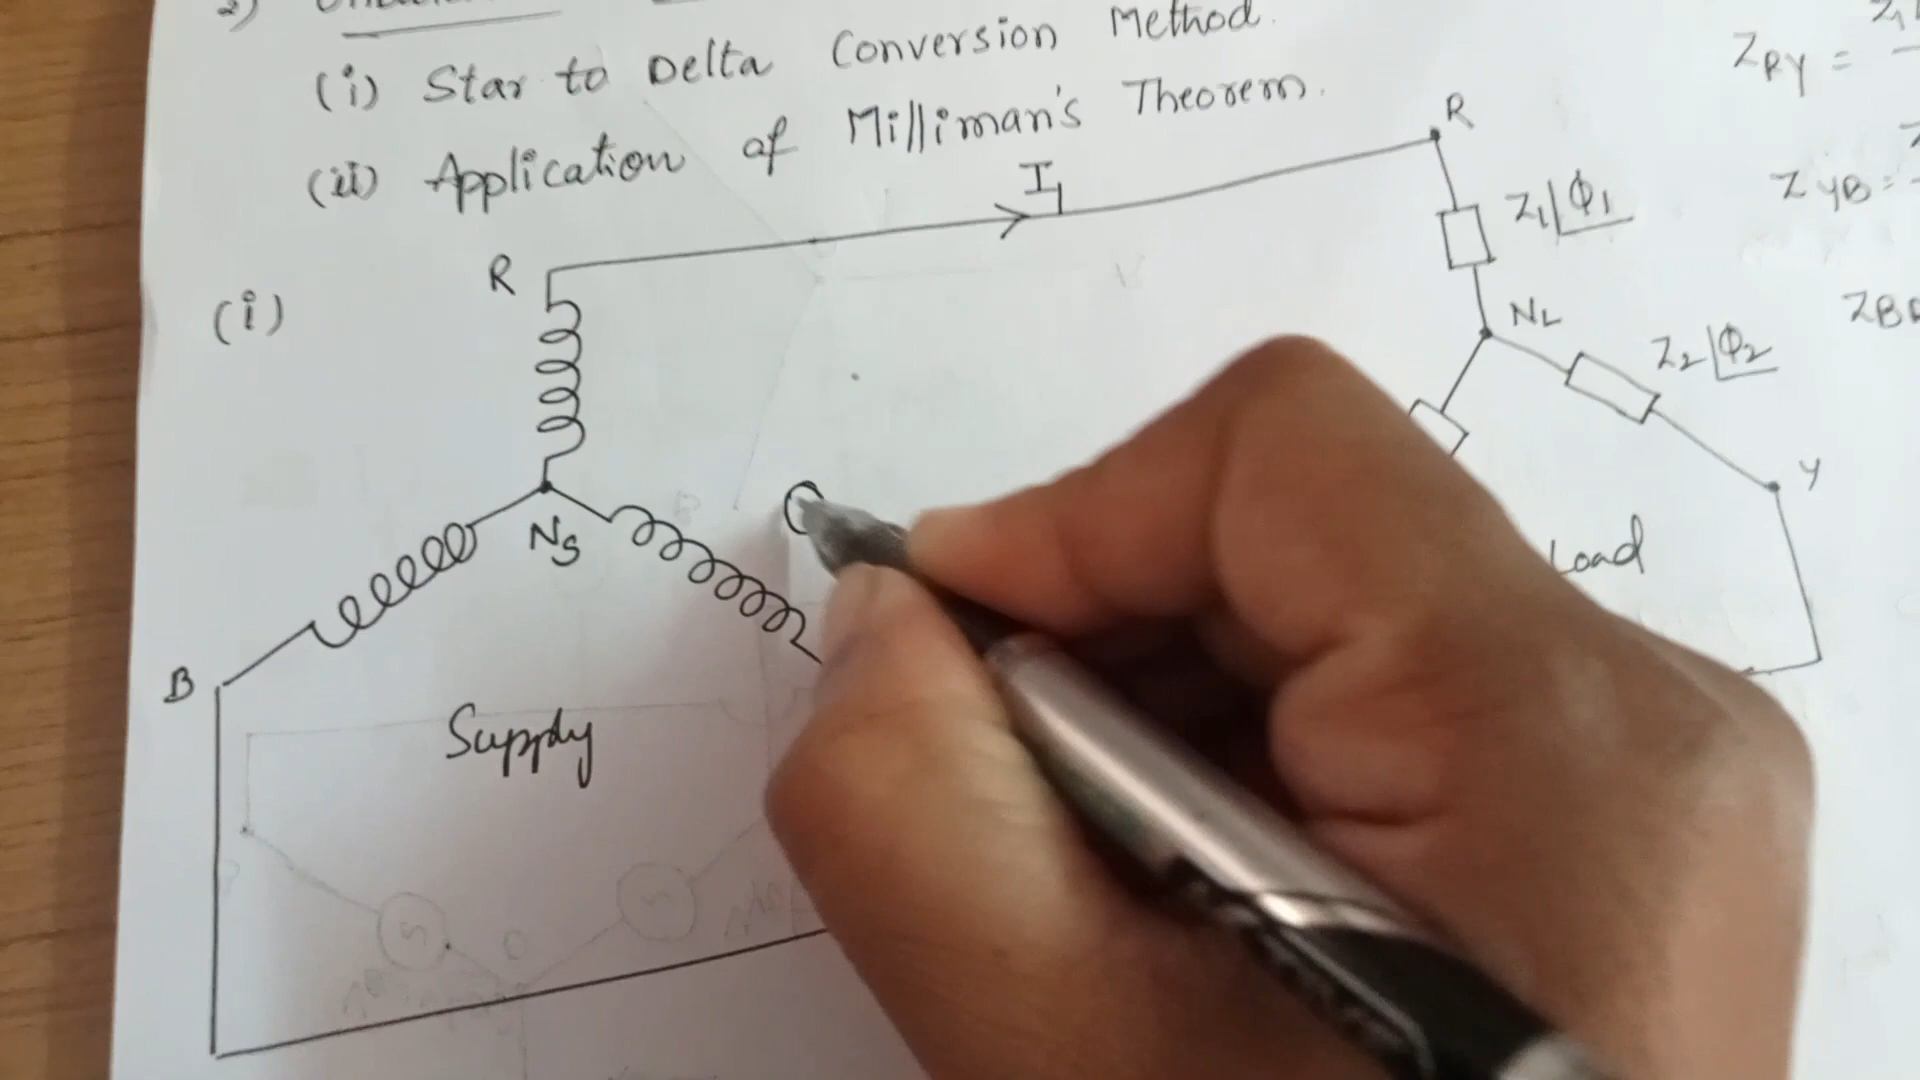 2)
(i) Star to Delta Conversion Method.
(ii) Application of Milliman's Theorem.
(i)
R
I1
R
Z1|Φ1
NL
Z2|Φ2
Y
Load
NS
B
Supply
ZRY =
ZYB =